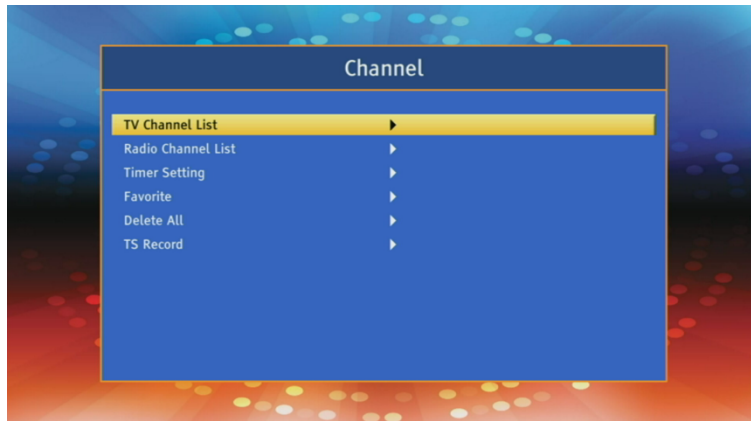 Channel
TV Channel List
Radio Channel List
Timer Setting
Favorite
Delete All
TS Record